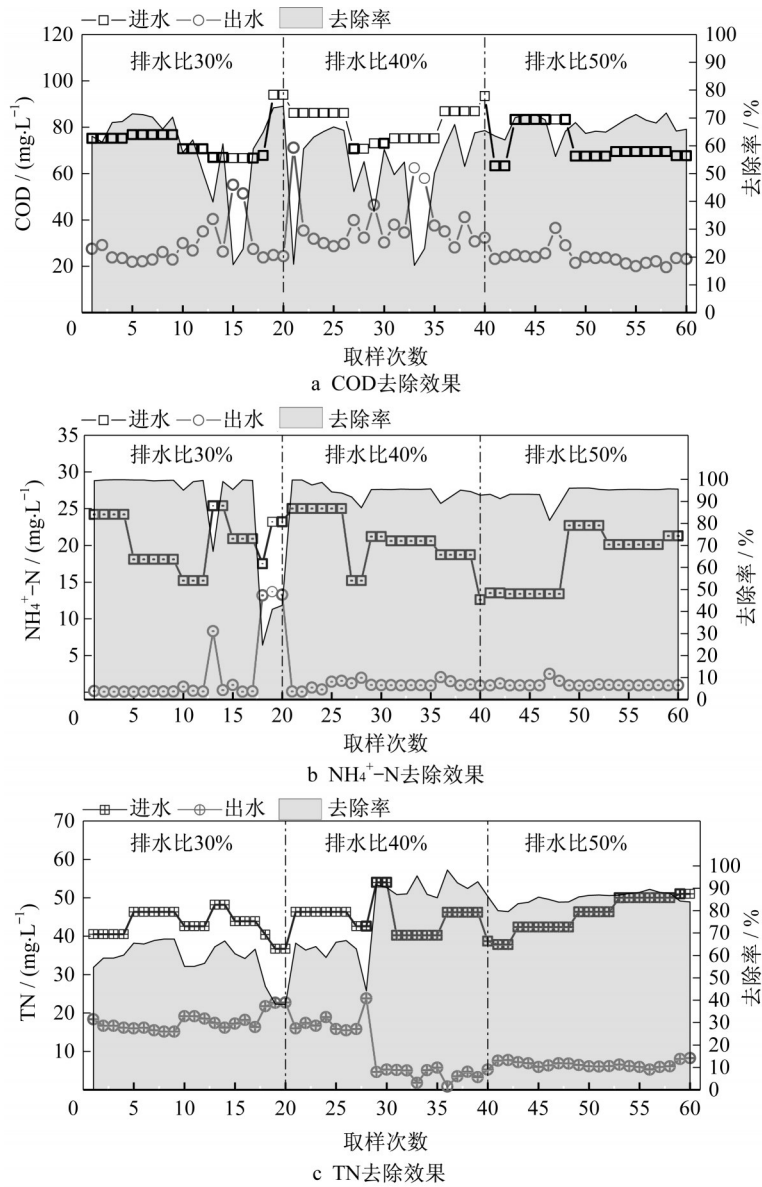 进水 出水 去除率
120 100
排水比30% 排水比40% 排水比50%
100 90
80
80 70
60
60 50
40
40 30
20 20
10
0
0 5 10 15 20 25 30 35 40 45 50 55 60
COD / (mg·L⁻¹)
去除率 / %
取样次数
a COD去除效果
进水 出水 去除率
35
排水比30% 排水比40% 排水比50%
30 100
25 90
80
20 70
60
15 50
10 40
30
5 20
10
0
0 5 10 15 20 25 30 35 40 45 50 55 60
NH₄⁺-N / (mg·L⁻¹)
去除率 / %
取样次数
b NH₄⁺-N去除效果
进水 出水 去除率
70
排水比30% 排水比40% 排水比50%
60 100
50 90
80
40 70
60
30 50
40
20 30
10 20
10
0
0 5 10 15 20 25 30 35 40 45 50 55 60
TN / (mg·L⁻¹)
去除率 / %
取样次数
c TN去除效果